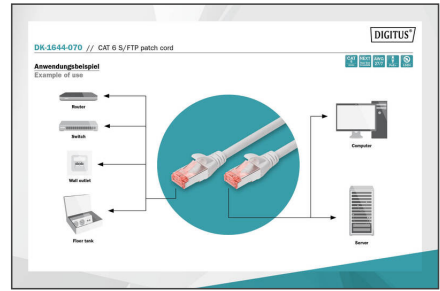 DIGITUS®
DK-1644-070 // CAT 6 S/FTP patch cord
Anwendungsbeispiel
Example of use
Router
Switch
Wall outlet
Floor tank
Computer
Server